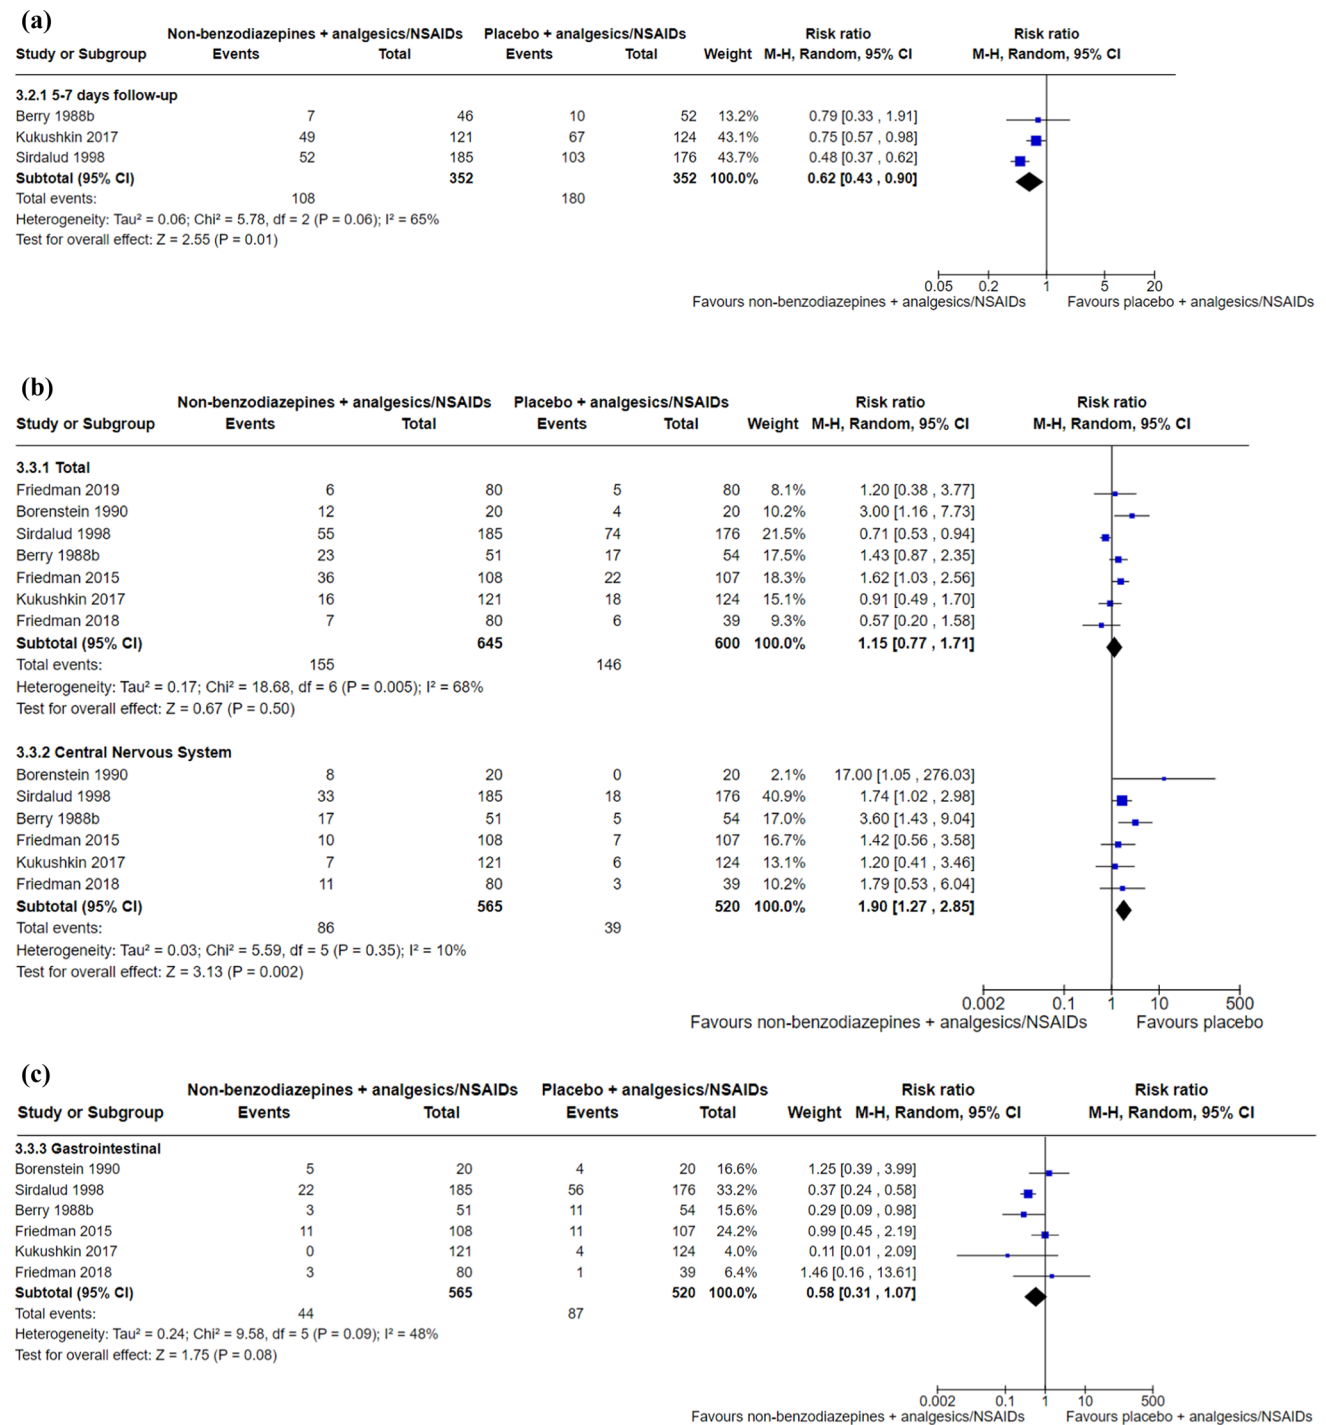 (a)
Non-benzodiazepines + analgesics/NSAIDs Placebo + analgesics/NSAIDs Risk ratio Risk ratio
Study or Subgroup Events Total Events Total Weight M-H, Random, 95% CI M-H, Random, 95% CI
3.2.1 5-7 days follow-up
Berry 1988b 7 46 10 52 13.2% 0.79 [0.33 , 1.91]
Kukushkin 2017 49 121 67 124 43.1% 0.75 [0.57 , 0.98]
Sirdalud 1998 52 185 103 176 43.7% 0.48 [0.37 , 0.62]
Subtotal (95% CI) 352 352 100.0% 0.62 [0.43 , 0.90]
Total events: 108 180
Heterogeneity: Tau² = 0.06; Chi² = 5.78, df = 2 (P = 0.06); I² = 65%
Test for overall effect: Z = 2.55 (P = 0.01)
0.05 0.2 1 5 20
Favours non-benzodiazepines + analgesics/NSAIDs Favours placebo + analgesics/NSAIDs
(b)
Non-benzodiazepines + analgesics/NSAIDs Placebo + analgesics/NSAIDs Risk ratio Risk ratio
Study or Subgroup Events Total Events Total Weight M-H, Random, 95% CI M-H, Random, 95% CI
3.3.1 Total
Friedman 2019 6 80 5 80 8.1% 1.20 [0.38 , 3.77]
Borenstein 1990 12 20 4 20 10.2% 3.00 [1.16 , 7.73]
Sirdalud 1998 55 185 74 176 21.5% 0.71 [0.53 , 0.94]
Berry 1988b 23 51 17 54 17.5% 1.43 [0.87 , 2.35]
Friedman 2015 36 108 22 107 18.3% 1.62 [1.03 , 2.56]
Kukushkin 2017 16 121 18 124 15.1% 0.91 [0.49 , 1.70]
Friedman 2018 7 80 6 39 9.3% 0.57 [0.20 , 1.58]
Subtotal (95% CI) 645 600 100.0% 1.15 [0.77 , 1.71]
Total events: 155 146
Heterogeneity: Tau² = 0.17; Chi² = 18.68, df = 6 (P = 0.005); I² = 68%
Test for overall effect: Z = 0.67 (P = 0.50)
3.3.2 Central Nervous System
Borenstein 1990 8 20 0 20 2.1% 17.00 [1.05 , 276.03]
Sirdalud 1998 33 185 18 176 40.9% 1.74 [1.02 , 2.98]
Berry 1988b 17 51 5 54 17.0% 3.60 [1.43 , 9.04]
Friedman 2015 10 108 7 107 16.7% 1.42 [0.56 , 3.58]
Kukushkin 2017 7 121 6 124 13.1% 1.20 [0.41 , 3.46]
Friedman 2018 11 80 3 39 10.2% 1.79 [0.53 , 6.04]
Subtotal (95% CI) 565 520 100.0% 1.90 [1.27 , 2.85]
Total events: 86 39
Heterogeneity: Tau² = 0.03; Chi² = 5.59, df = 5 (P = 0.35); I² = 10%
Test for overall effect: Z = 3.13 (P = 0.002)
0.002 0.1 1 10 500
Favours non-benzodiazepines + analgesics/NSAIDs Favours placebo
(c)
Non-benzodiazepines + analgesics/NSAIDs Placebo + analgesics/NSAIDs Risk ratio Risk ratio
Study or Subgroup Events Total Events Total Weight M-H, Random, 95% CI M-H, Random, 95% CI
3.3.3 Gastrointestinal
Borenstein 1990 5 20 4 20 16.6% 1.25 [0.39 , 3.99]
Sirdalud 1998 22 185 56 176 33.2% 0.37 [0.24 , 0.58]
Berry 1988b 3 51 11 54 15.6% 0.29 [0.09 , 0.98]
Friedman 2015 11 108 11 107 24.2% 0.99 [0.45 , 2.19]
Kukushkin 2017 0 121 4 124 4.0% 0.11 [0.01 , 2.09]
Friedman 2018 3 80 1 39 6.4% 1.46 [0.16 , 13.61]
Subtotal (95% CI) 565 520 100.0% 0.58 [0.31 , 1.07]
Total events: 44 87
Heterogeneity: Tau² = 0.24; Chi² = 9.58, df = 5 (P = 0.09); I² = 48%
Test for overall effect: Z = 1.75 (P = 0.08)
0.002 0.1 1 10 500
Favours non-benzodiazepines + analgesics/NSAIDs Favours placebo + analgesics/NSAIDs